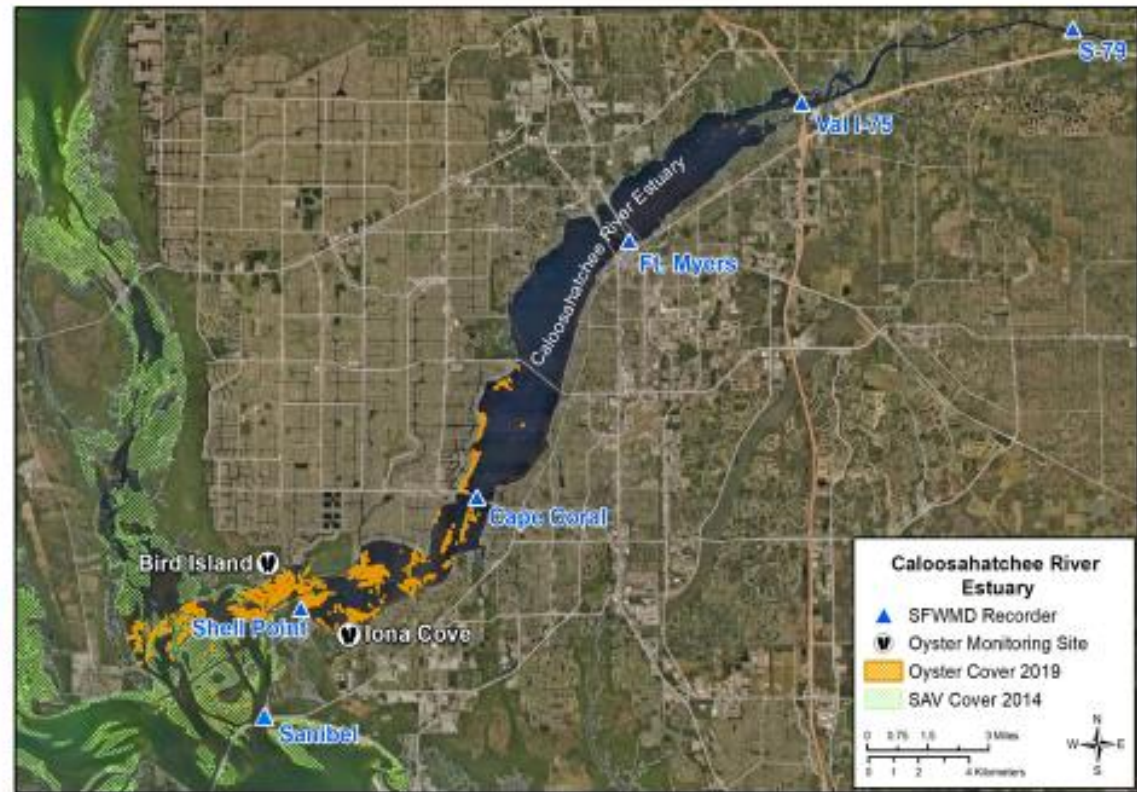 S-79
Val I-75
Caloosahatchee River Estuary
Ft. Myers
Cape Coral
Bird Island
Shell Point
Iona Cove
Sanibel
Caloosahatchee River
Estuary
SFWMD Recorder
Oyster Monitoring Site
Oyster Cover 2019
SAV Cover 2014
0 0.75 1.5 3 Miles
0 1 2 4 Kilometers
N
W E
S